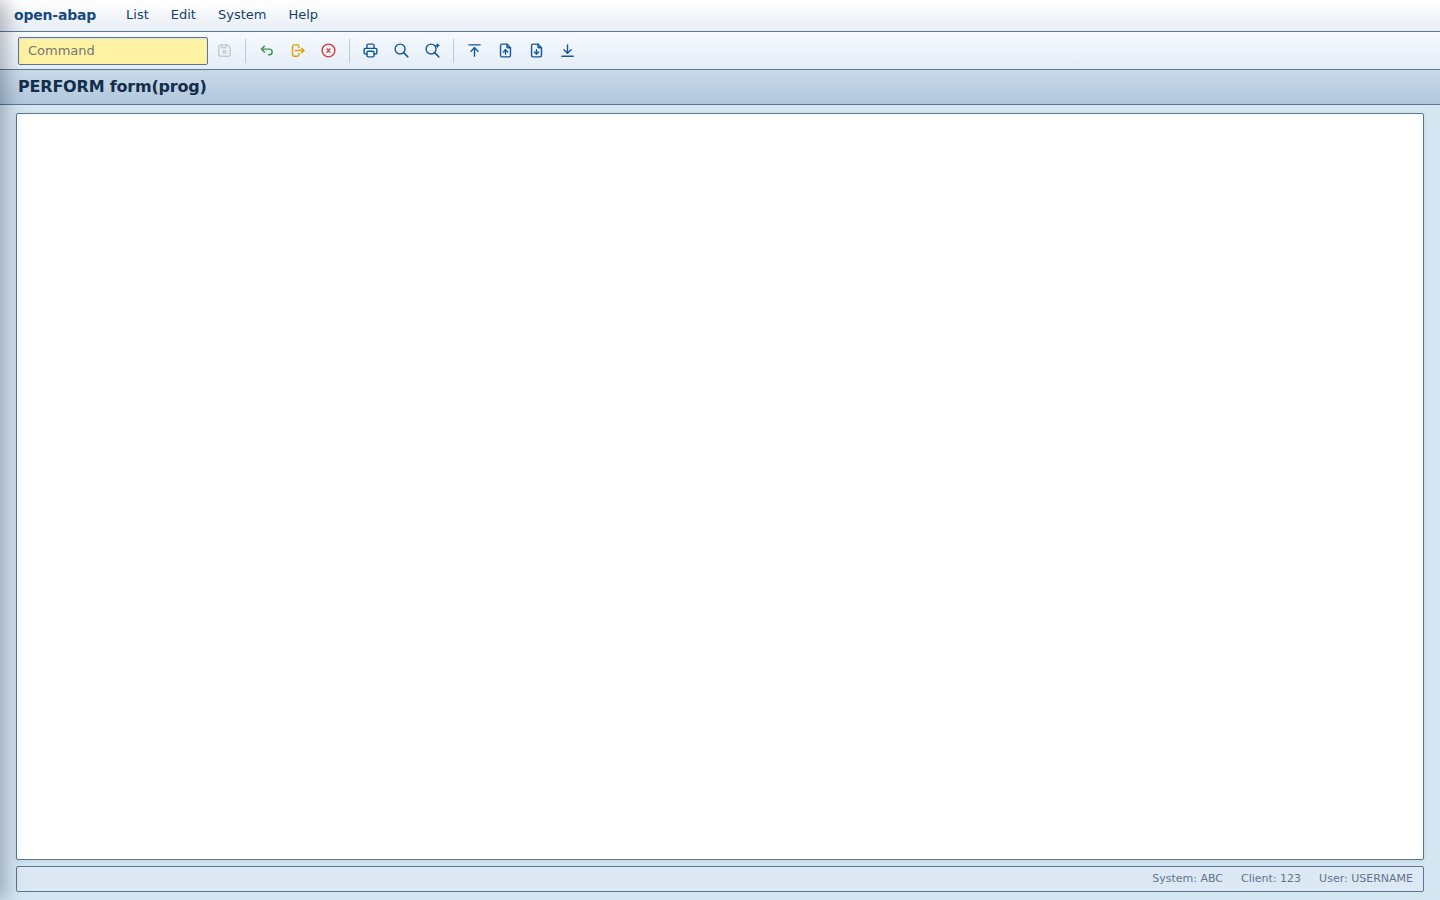 open-abap List Edit System Help
Command
PERFORM form(prog)
System: ABC Client: 123 User: USERNAME